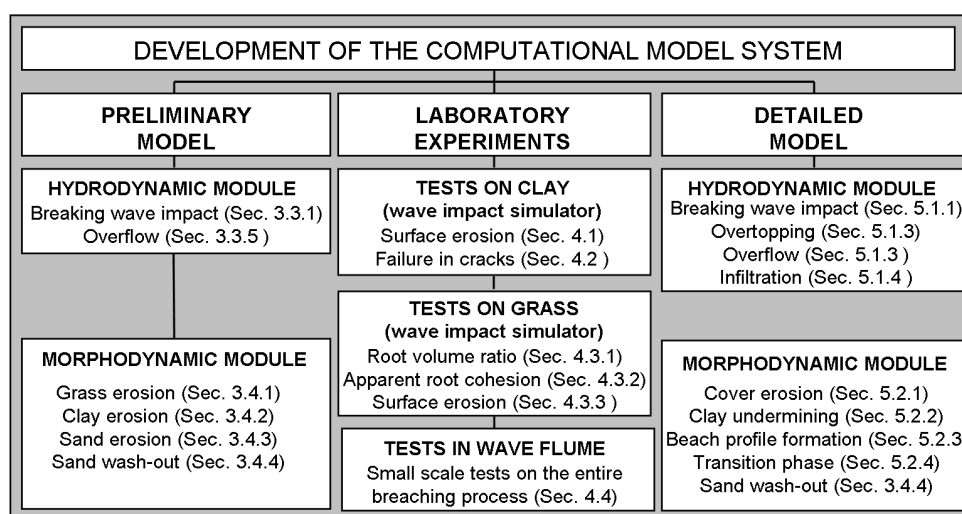 DEVELOPMENT OF THE COMPUTATIONAL MODEL SYSTEM
PRELIMINARY
MODEL
HYDRODYNAMIC MODULE
Breaking wave impact (Sec. 3.3.1)
Overflow (Sec. 3.3.5 )
MORPHODYNAMIC MODULE
Grass erosion (Sec. 3.4.1)
Clay erosion (Sec. 3.4.2)
Sand erosion (Sec. 3.4.3)
Sand wash-out (Sec. 3.4.4)
LABORATORY
EXPERIMENTS
TESTS ON CLAY
(wave impact simulator)
Surface erosion (Sec. 4.1)
Failure in cracks (Sec. 4.2 )
TESTS ON GRASS
(wave impact simulator)
Root volume ratio (Sec. 4.3.1)
Apparent root cohesion (Sec. 4.3.2)
Surface erosion (Sec. 4.3.3 )
TESTS IN WAVE FLUME
Small scale tests on the entire
breaching process (Sec. 4.4)
DETAILED
MODEL
HYDRODYNAMIC MODULE
Breaking wave impact (Sec. 5.1.1)
Overtopping (Sec. 5.1.3)
Overflow (Sec. 5.1.3 )
Infiltration (Sec. 5.1.4 )
MORPHODYNAMIC MODULE
Cover erosion (Sec. 5.2.1)
Clay undermining (Sec. 5.2.2)
Beach profile formation (Sec. 5.2.3
Transition phase (Sec. 5.2.4)
Sand wash-out (Sec. 3.4.4)